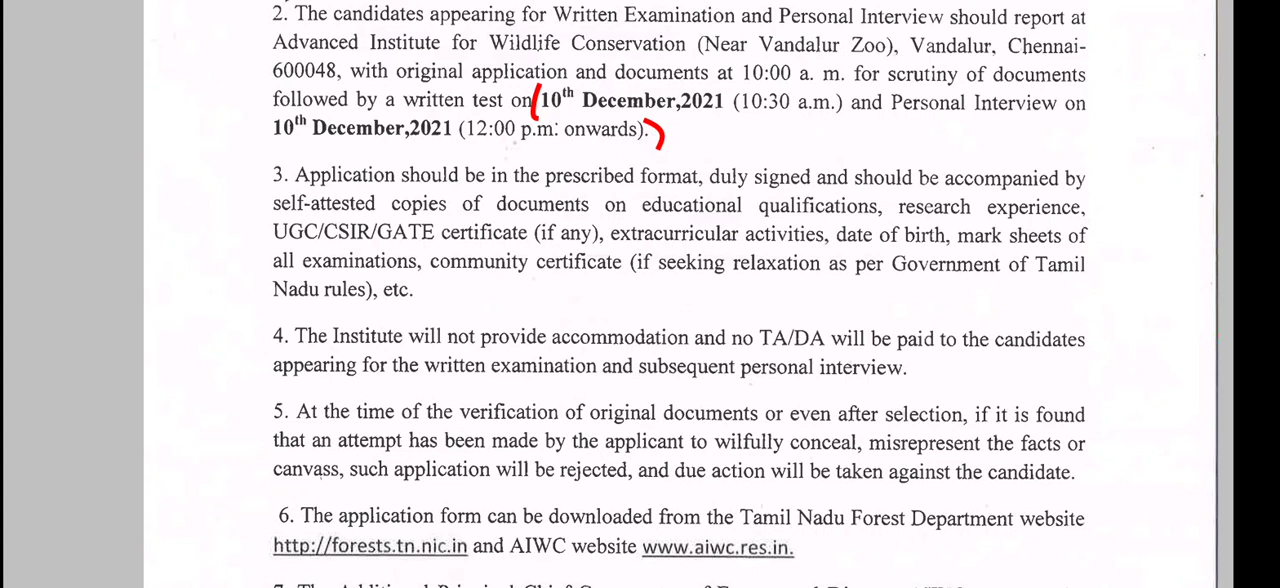 2. The candidates appearing for Written Examination and Personal Interview should report at
Advanced Institute for Wildlife Conservation (Near Vandalur Zoo), Vandalur, Chennai-
600048, with original application and documents at 10:00 a. m. for scrutiny of documents
followed by a written test on 10th December,2021 (10:30 a.m.) and Personal Interview on
10th December,2021 (12:00 p.m: onwards).
3. Application should be in the prescribed format, duly signed and should be accompanied by
self-attested copies of documents on educational qualifications, research experience,
UGC/CSIR/GATE certificate (if any), extracurricular activities, date of birth, mark sheets of
all examinations, community certificate (if seeking relaxation as per Government of Tamil
Nadu rules), etc.
4. The Institute will not provide accommodation and no TA/DA will be paid to the candidates
appearing for the written examination and subsequent personal interview.
5. At the time of the verification of original documents or even after selection, if it is found
that an attempt has been made by the applicant to wilfully conceal, misrepresent the facts or
canvass, such application will be rejected, and due action will be taken against the candidate.
6. The application form can be downloaded from the Tamil Nadu Forest Department website
http://forests.tn.nic.in and AIWC website www.aiwc.res.in.